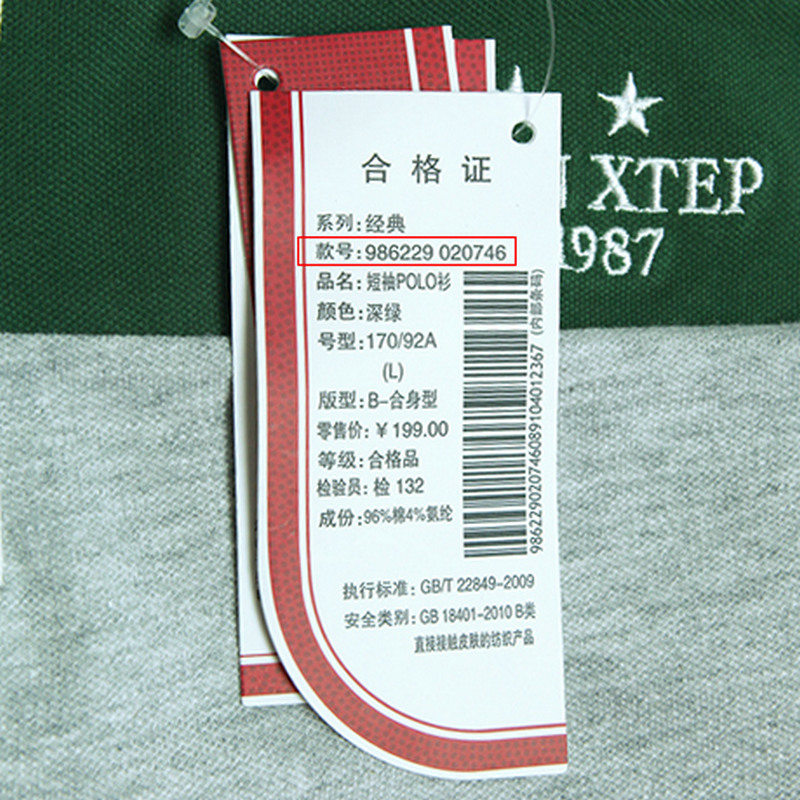 合格证
系列:经典
款号:986229 020746
品名:短袖POLO衫
颜色:深绿
号型:170/92A
(L)
版型:B-合身型
零售价:￥199.00
等级:合格品
检验员:检 132
成份:96%棉4%氨纶
执行标准:GB/T 22849-2009
安全类别:GB 18401-2010 B类
直接接触皮肤的纺织产品
986229020746089104012367 (内部条码)
XTEP
1987